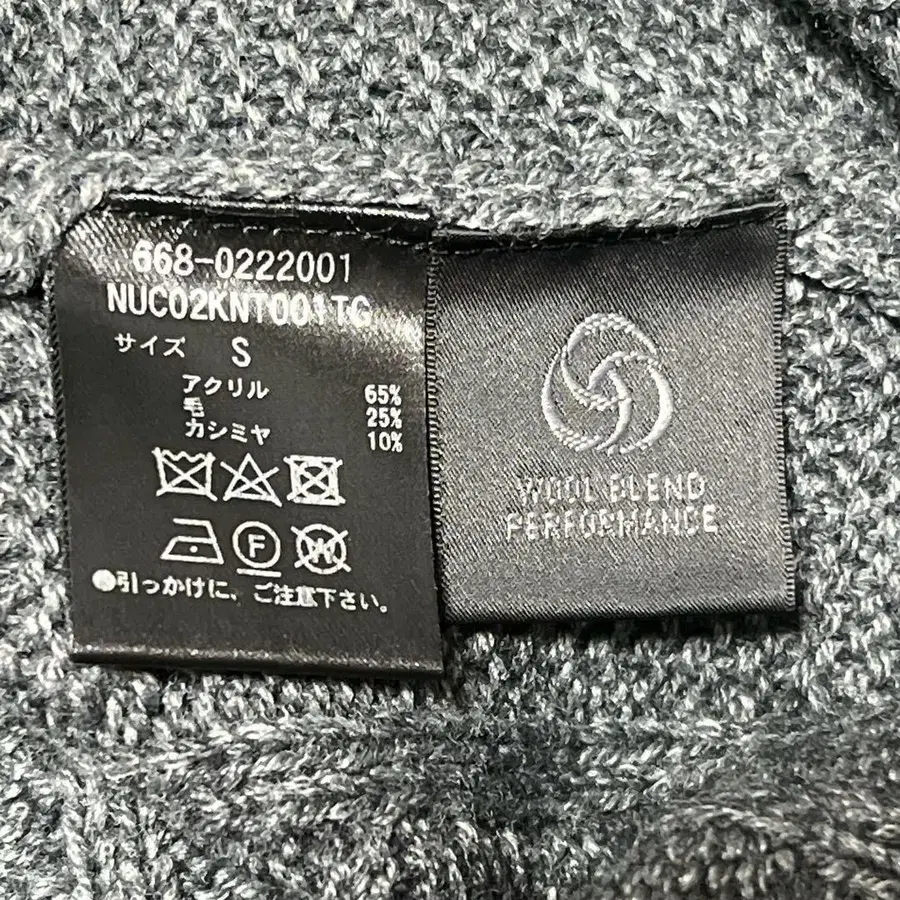 668-0222001
NUC02KNT001TG
サイズ S
アクリル 65%
毛 25%
カシミヤ 10%
F
W
●引っかけに、ご注意下さい。
WOOL BLEND
PERFORMANCE